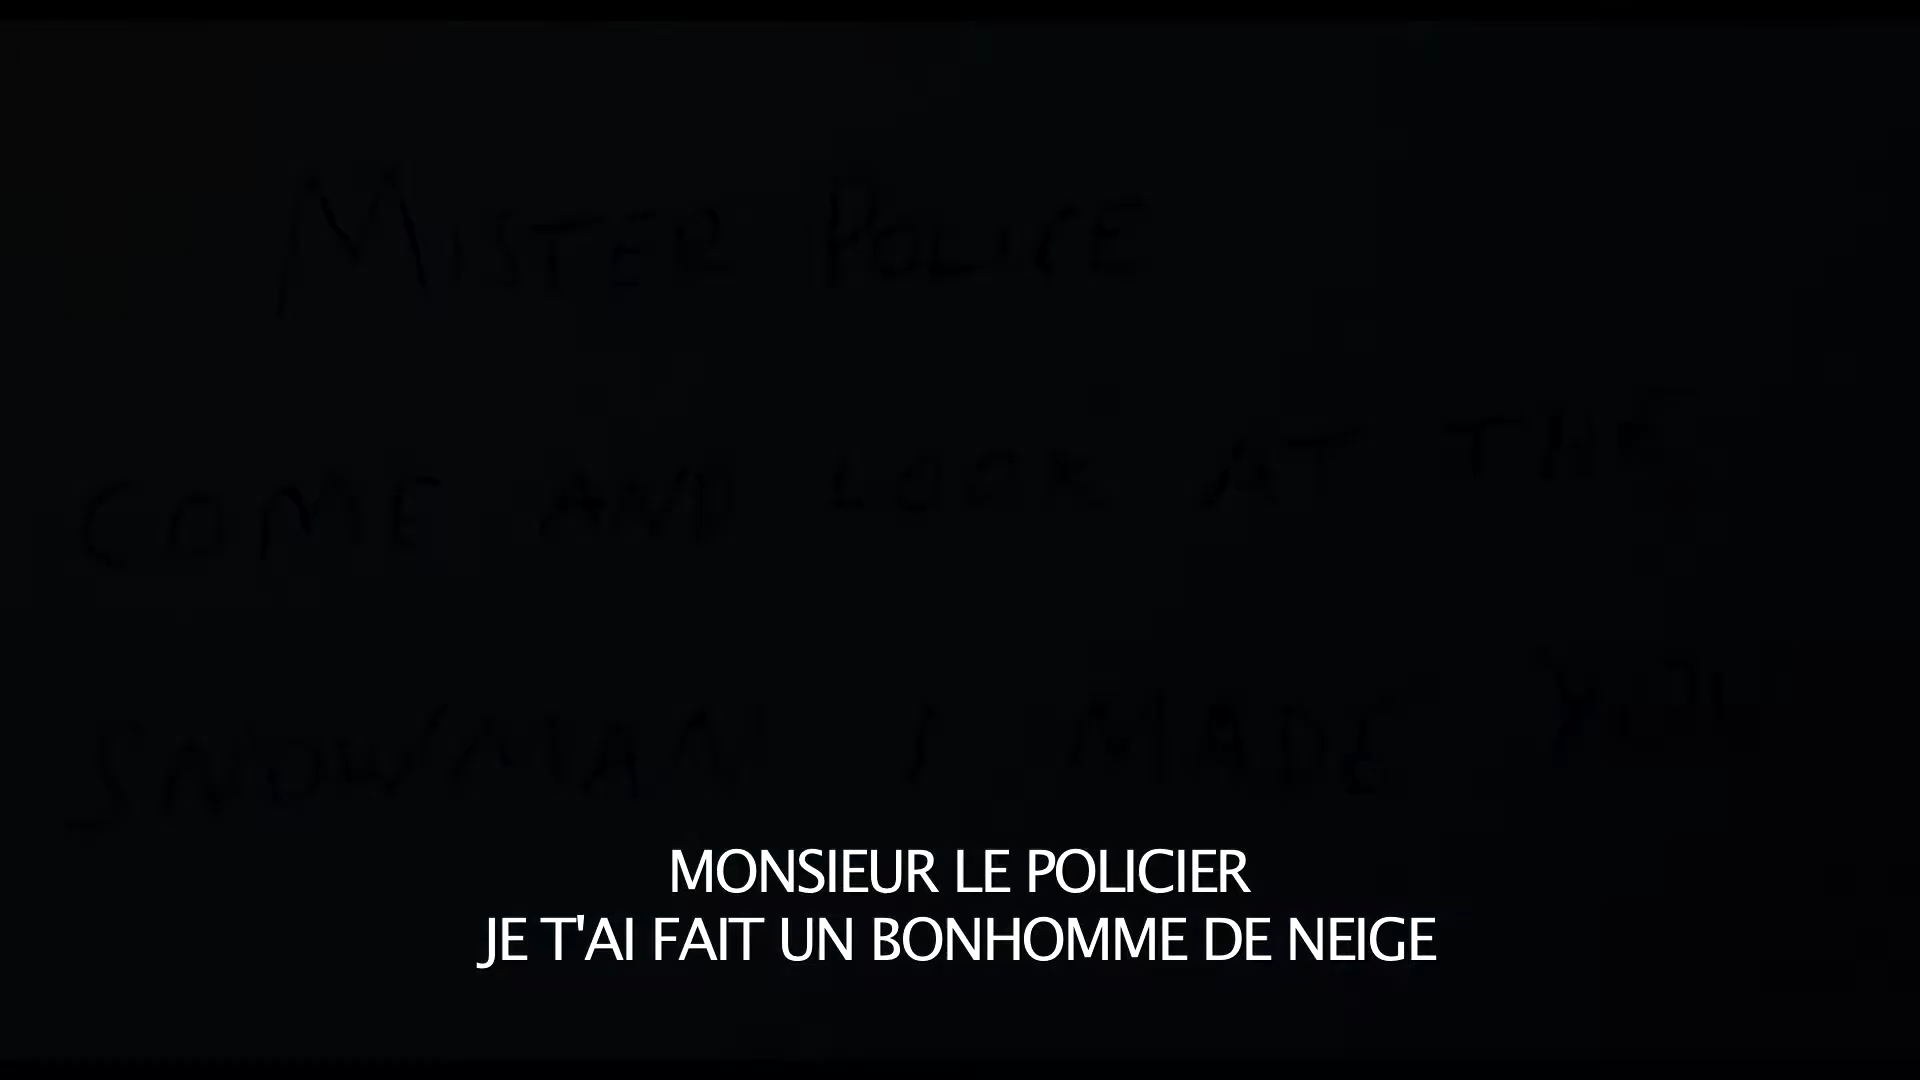 MISTER POLICE
COME AND LOOK AT THE
SNOWMAN I MADE YOU
MONSIEUR LE POLICIER
JE T'AI FAIT UN BONHOMME DE NEIGE